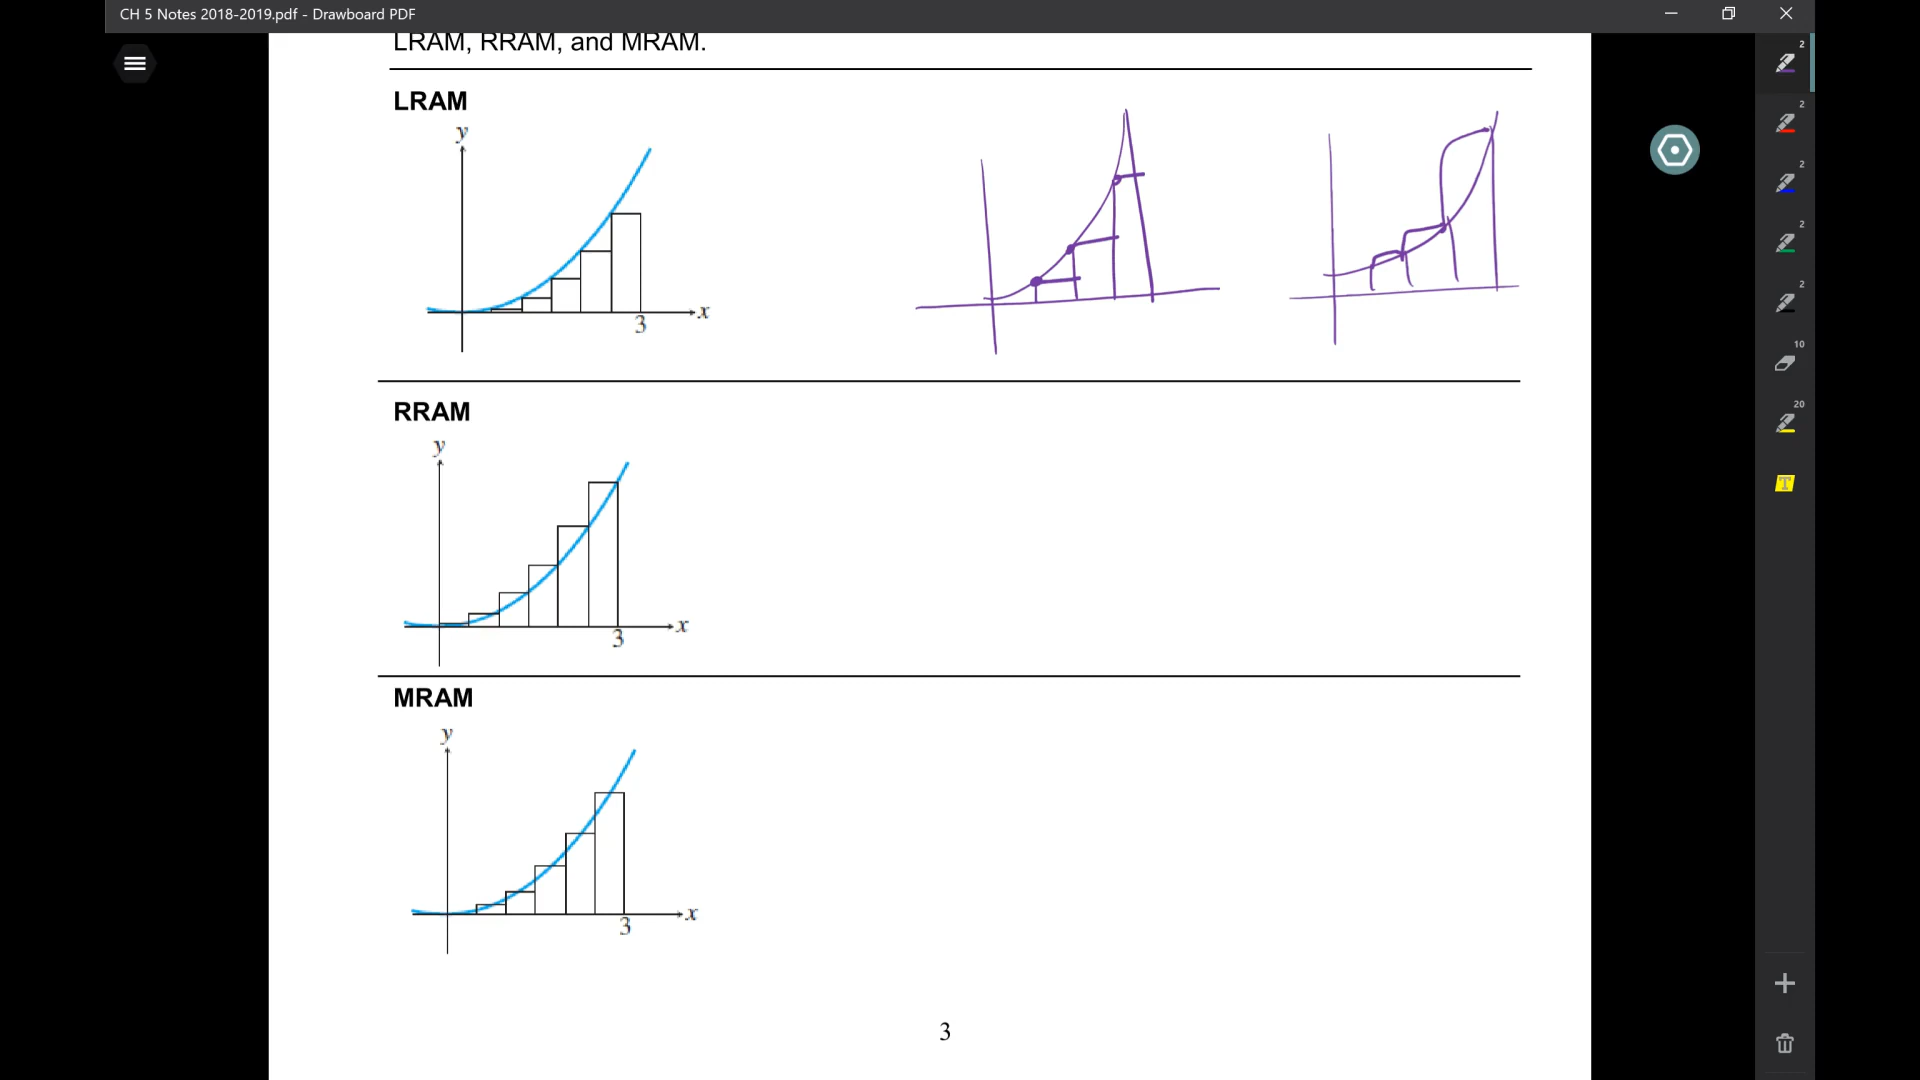 CH 5 Notes 2018-2019.pdf - Drawboard PDF
LRAM, RRAM, and MRAM.
LRAM
y
x
3
RRAM
y
x
3
MRAM
y
x
3
3
2
2
2
2
2
10
20
T